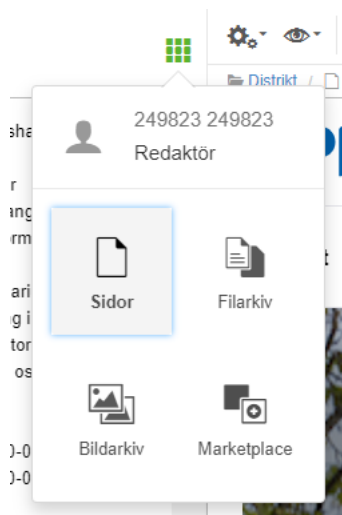 Distrikt /
249823 249823
Redaktör
Sidor
Filarkiv
Bildarkiv
Marketplace